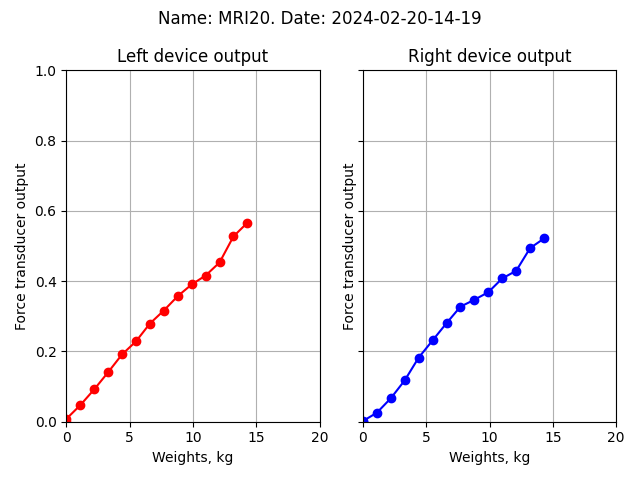 Name: MRI20. Date: 2024-02-20-14-19
Left device output
Right device output
Force transducer output
1.0
0.8
0.6
0.4
0.2
0.0
0 5 10 15 20
Weights, kg
Force transducer output
0 5 10 15 20
Weights, kg